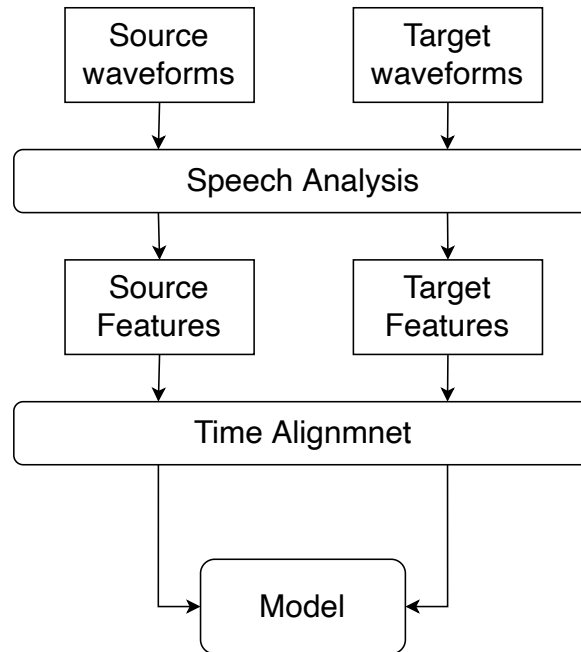 Source
waveforms
Target
waveforms
Speech Analysis
Source
Features
Target
Features
Time Alignmnet
Model